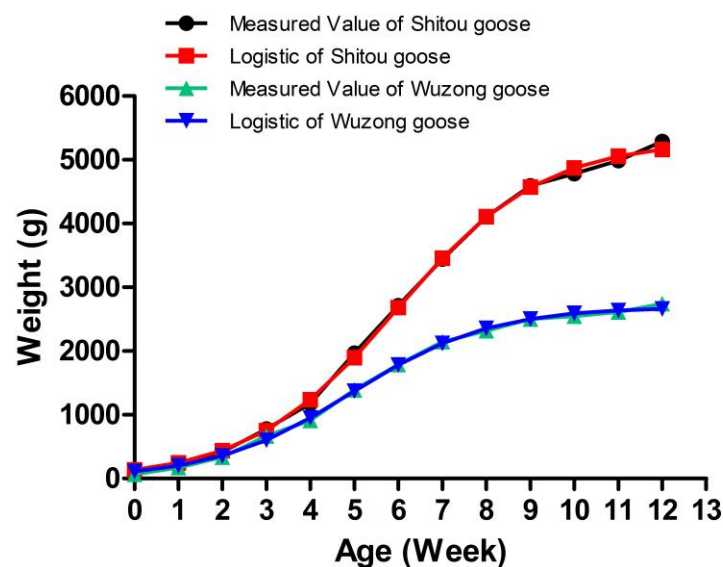 Measured Value of Shitou goose
Logistic of Shitou goose
Measured Value of Wuzong goose
Logistic of Wuzong goose
6000
5000
4000
3000
2000
1000
0
Weight (g)
0 1 2 3 4 5 6 7 8 9 10 11 12 13
Age (Week)